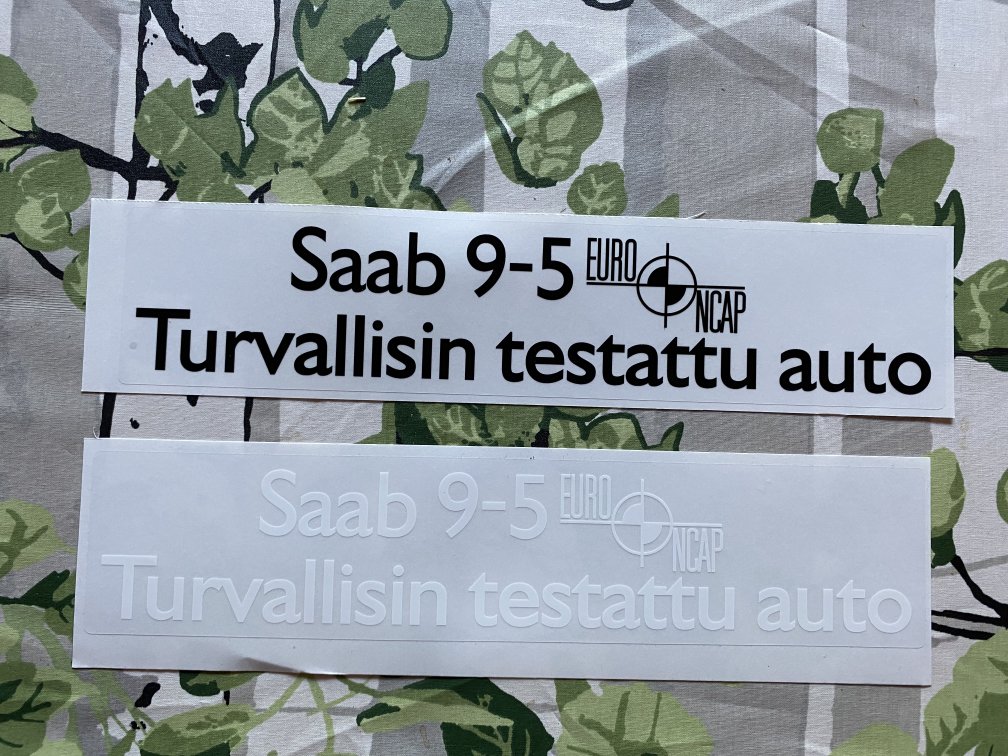 Saab 9-5 EURO NCAP
Turvallisin testattu auto
Saab 9-5 EURO NCAP
Turvallisin testattu auto